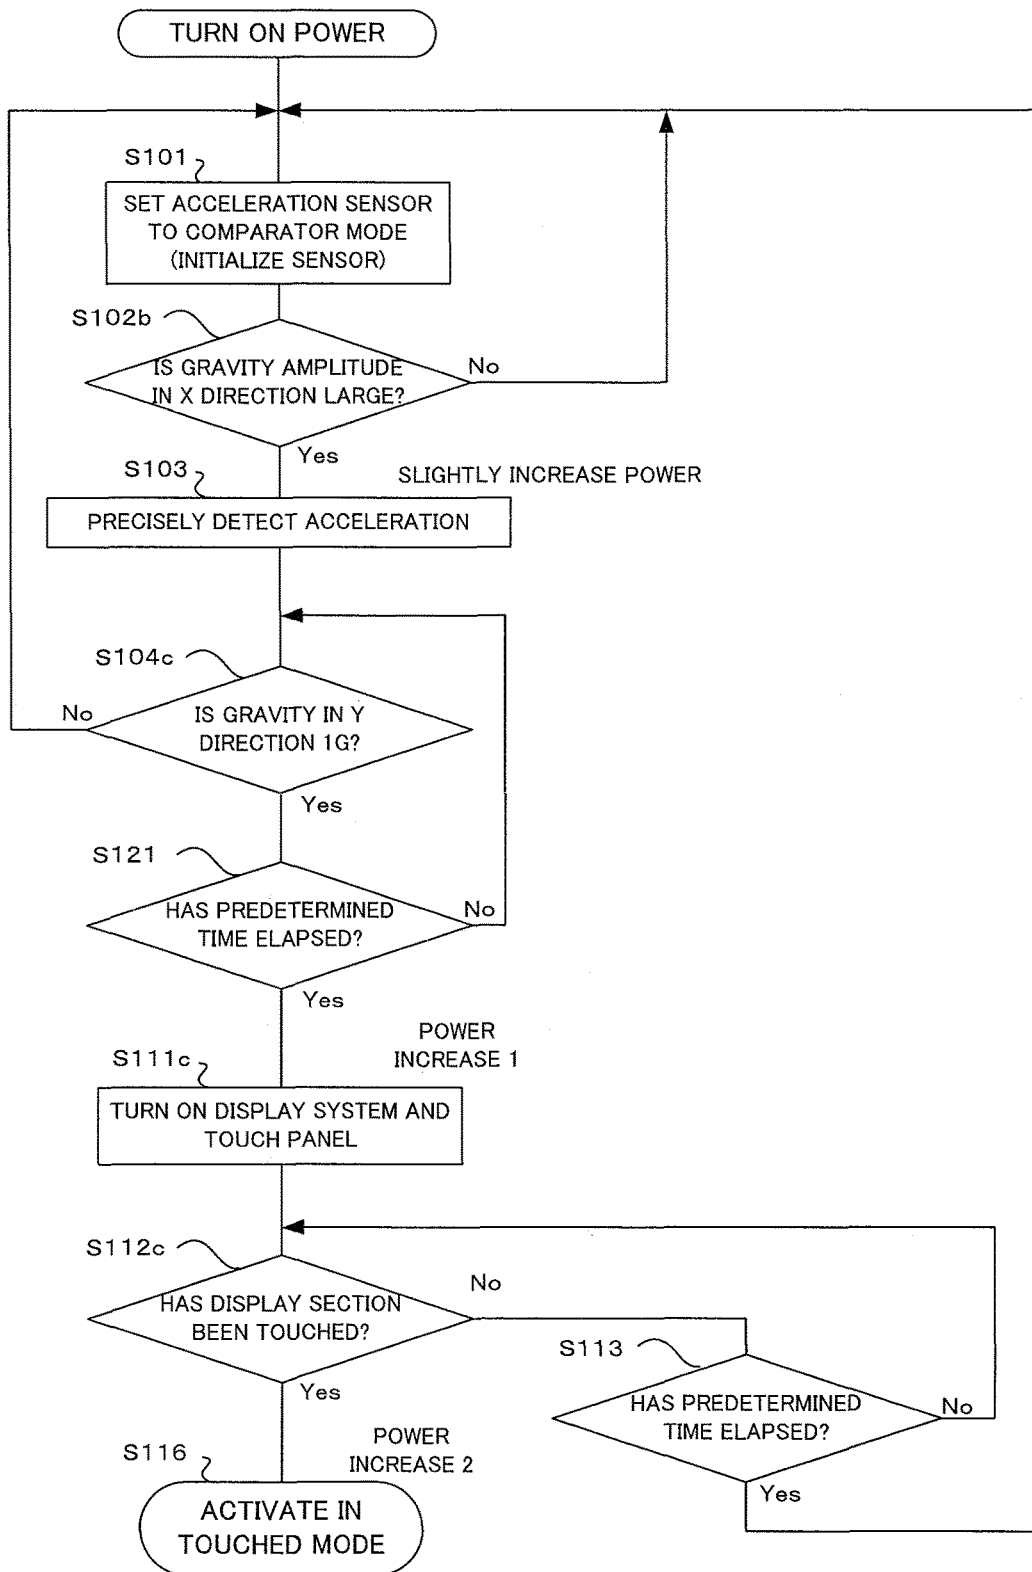 TURN ON POWER
S101
SET ACCELERATION SENSOR
TO COMPARATOR MODE
(INITIALIZE SENSOR)
S102b
IS GRAVITY AMPLITUDE
IN X DIRECTION LARGE?
No
Yes
S103
SLIGHTLY INCREASE POWER
PRECISELY DETECT ACCELERATION
S104c
No
IS GRAVITY IN Y
DIRECTION 1G?
Yes
S121
HAS PREDETERMINED
TIME ELAPSED?
No
Yes
POWER
INCREASE 1
S111c
TURN ON DISPLAY SYSTEM AND
TOUCH PANEL
S112c
No
HAS DISPLAY SECTION
BEEN TOUCHED?
Yes
S113
HAS PREDETERMINED
TIME ELAPSED?
No
Yes
POWER
INCREASE 2
S116
ACTIVATE IN
TOUCHED MODE